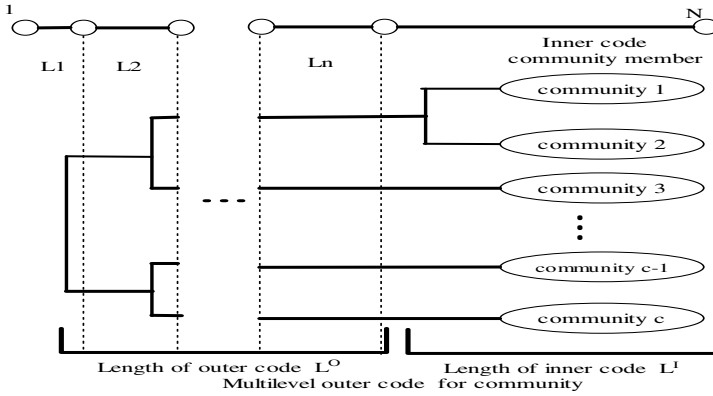 1
N
L1
L2
Ln
Inner code
community member
community 1
community 2
community 3
community c-1
community c
Length of outer code L^O
Length of inner code L^I
Multilevel outer code for community